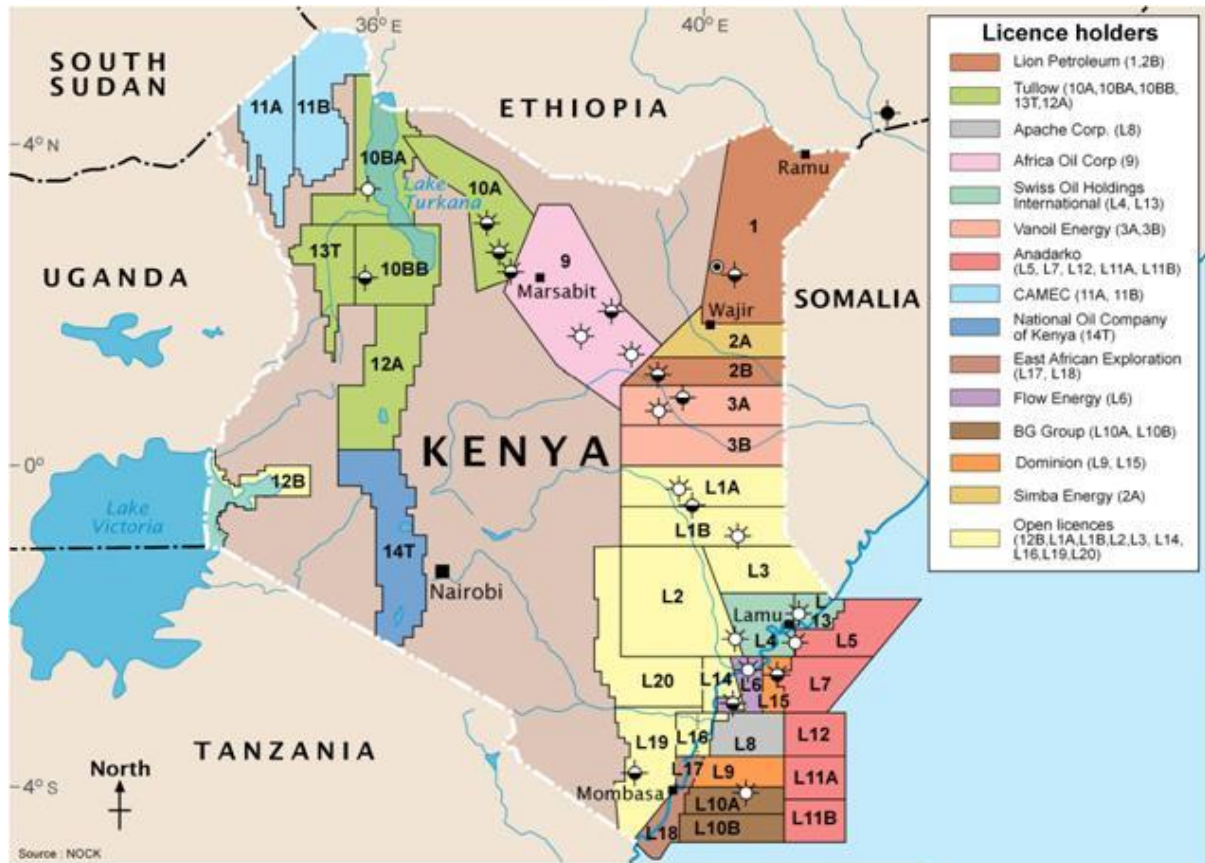 36°E
40°E
SOUTH
SUDAN
ETHIOPIA
4°N
11A
11B
10BA
Lake
Turkana
10A
1
Ramu
UGANDA
13T
10BB
9
Marsabit
SOMALIA
Wajir
2A
12A
2B
3A
KENYA
3B
0°
12B
L1A
Lake
Victoria
L1B
14T
L3
Nairobi
L2
L
13
Lamu
L4
L5
L20
L14
L6
L15
L7
TANZANIA
L19
L16
L8
L12
North
L17
L9
L11A
4°S
Mombasa
L10A
L18
L10B
L11B
Source : NOCK
Licence holders
Lion Petroleum (1,2B)
Tullow (10A,10BA,10BB,
13T,12A)
Apache Corp. (L8)
Africa Oil Corp (9)
Swiss Oil Holdings
International (L4, L13)
Vanoil Energy (3A,3B)
Anadarko
(L5, L7, L12, L11A, L11B)
CAMEC (11A, 11B)
National Oil Company
of Kenya (14T)
East African Exploration
(L17, L18)
Flow Energy (L6)
BG Group (L10A, L10B)
Dominion (L9, L15)
Simba Energy (2A)
Open licences
(12B,L1A,L1B,L2,L3, L14,
L16,L19,L20)